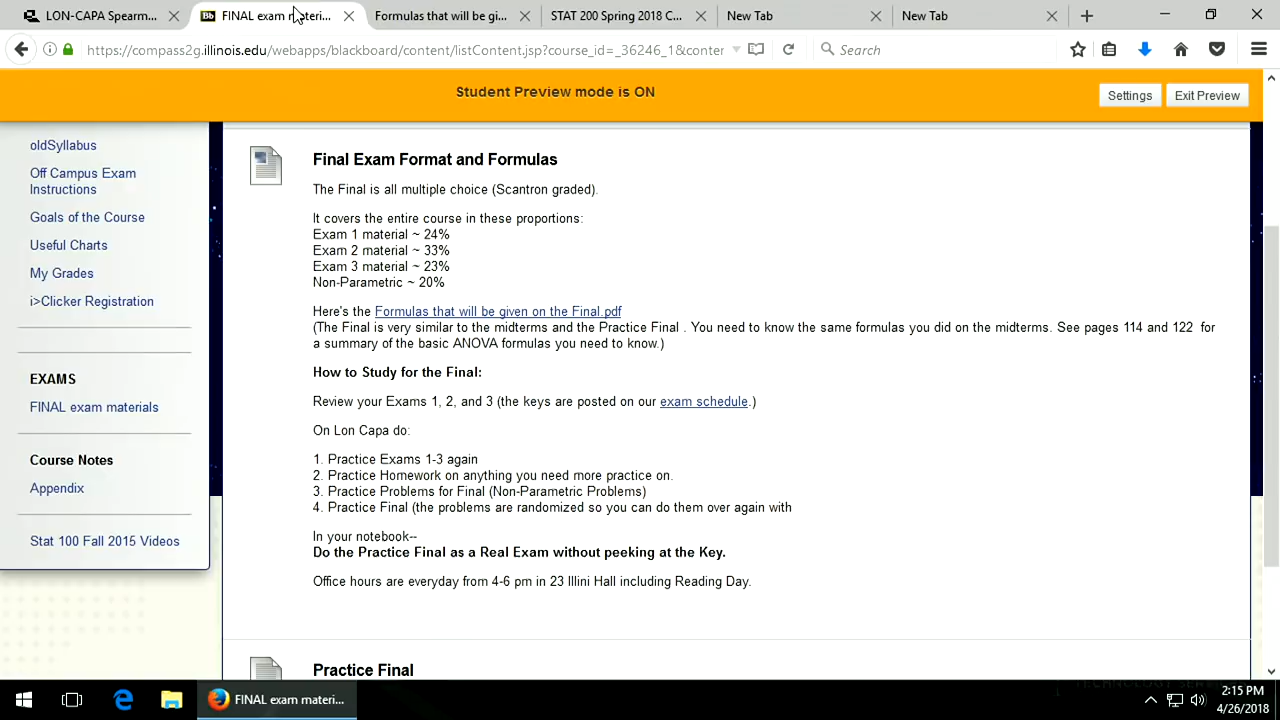 LON-CAPA Spearm...
FINAL exam materi...
Formulas that will be gi...
STAT 200 Spring 2018 C...
New Tab
New Tab
https://compass2g.illinois.edu/webapps/blackboard/content/listContent.jsp?course_id=_36246_1&conter
Search
Student Preview mode is ON
Settings
Exit Preview
oldSyllabus
Off Campus Exam
Instructions
Goals of the Course
Useful Charts
My Grades
i>Clicker Registration
EXAMS
FINAL exam materials
Course Notes
Appendix
Stat 100 Fall 2015 Videos
Final Exam Format and Formulas
The Final is all multiple choice (Scantron graded).
It covers the entire course in these proportions:
Exam 1 material ~ 24%
Exam 2 material ~ 33%
Exam 3 material ~ 23%
Non-Parametric ~ 20%
Here's the Formulas that will be given on the Final.pdf
(The Final is very similar to the midterms and the Practice Final . You need to know the same formulas you did on the midterms. See pages 114 and 122 for
a summary of the basic ANOVA formulas you need to know.)
How to Study for the Final:
Review your Exams 1, 2, and 3 (the keys are posted on our exam schedule.)
On Lon Capa do:
1. Practice Exams 1-3 again
2. Practice Homework on anything you need more practice on.
3. Practice Problems for Final (Non-Parametric Problems)
4. Practice Final (the problems are randomized so you can do them over again with
In your notebook--
Do the Practice Final as a Real Exam without peeking at the Key.
Office hours are everyday from 4-6 pm in 23 Illini Hall including Reading Day.
Practice Final
FINAL exam materi...
2:15 PM
4/26/2018